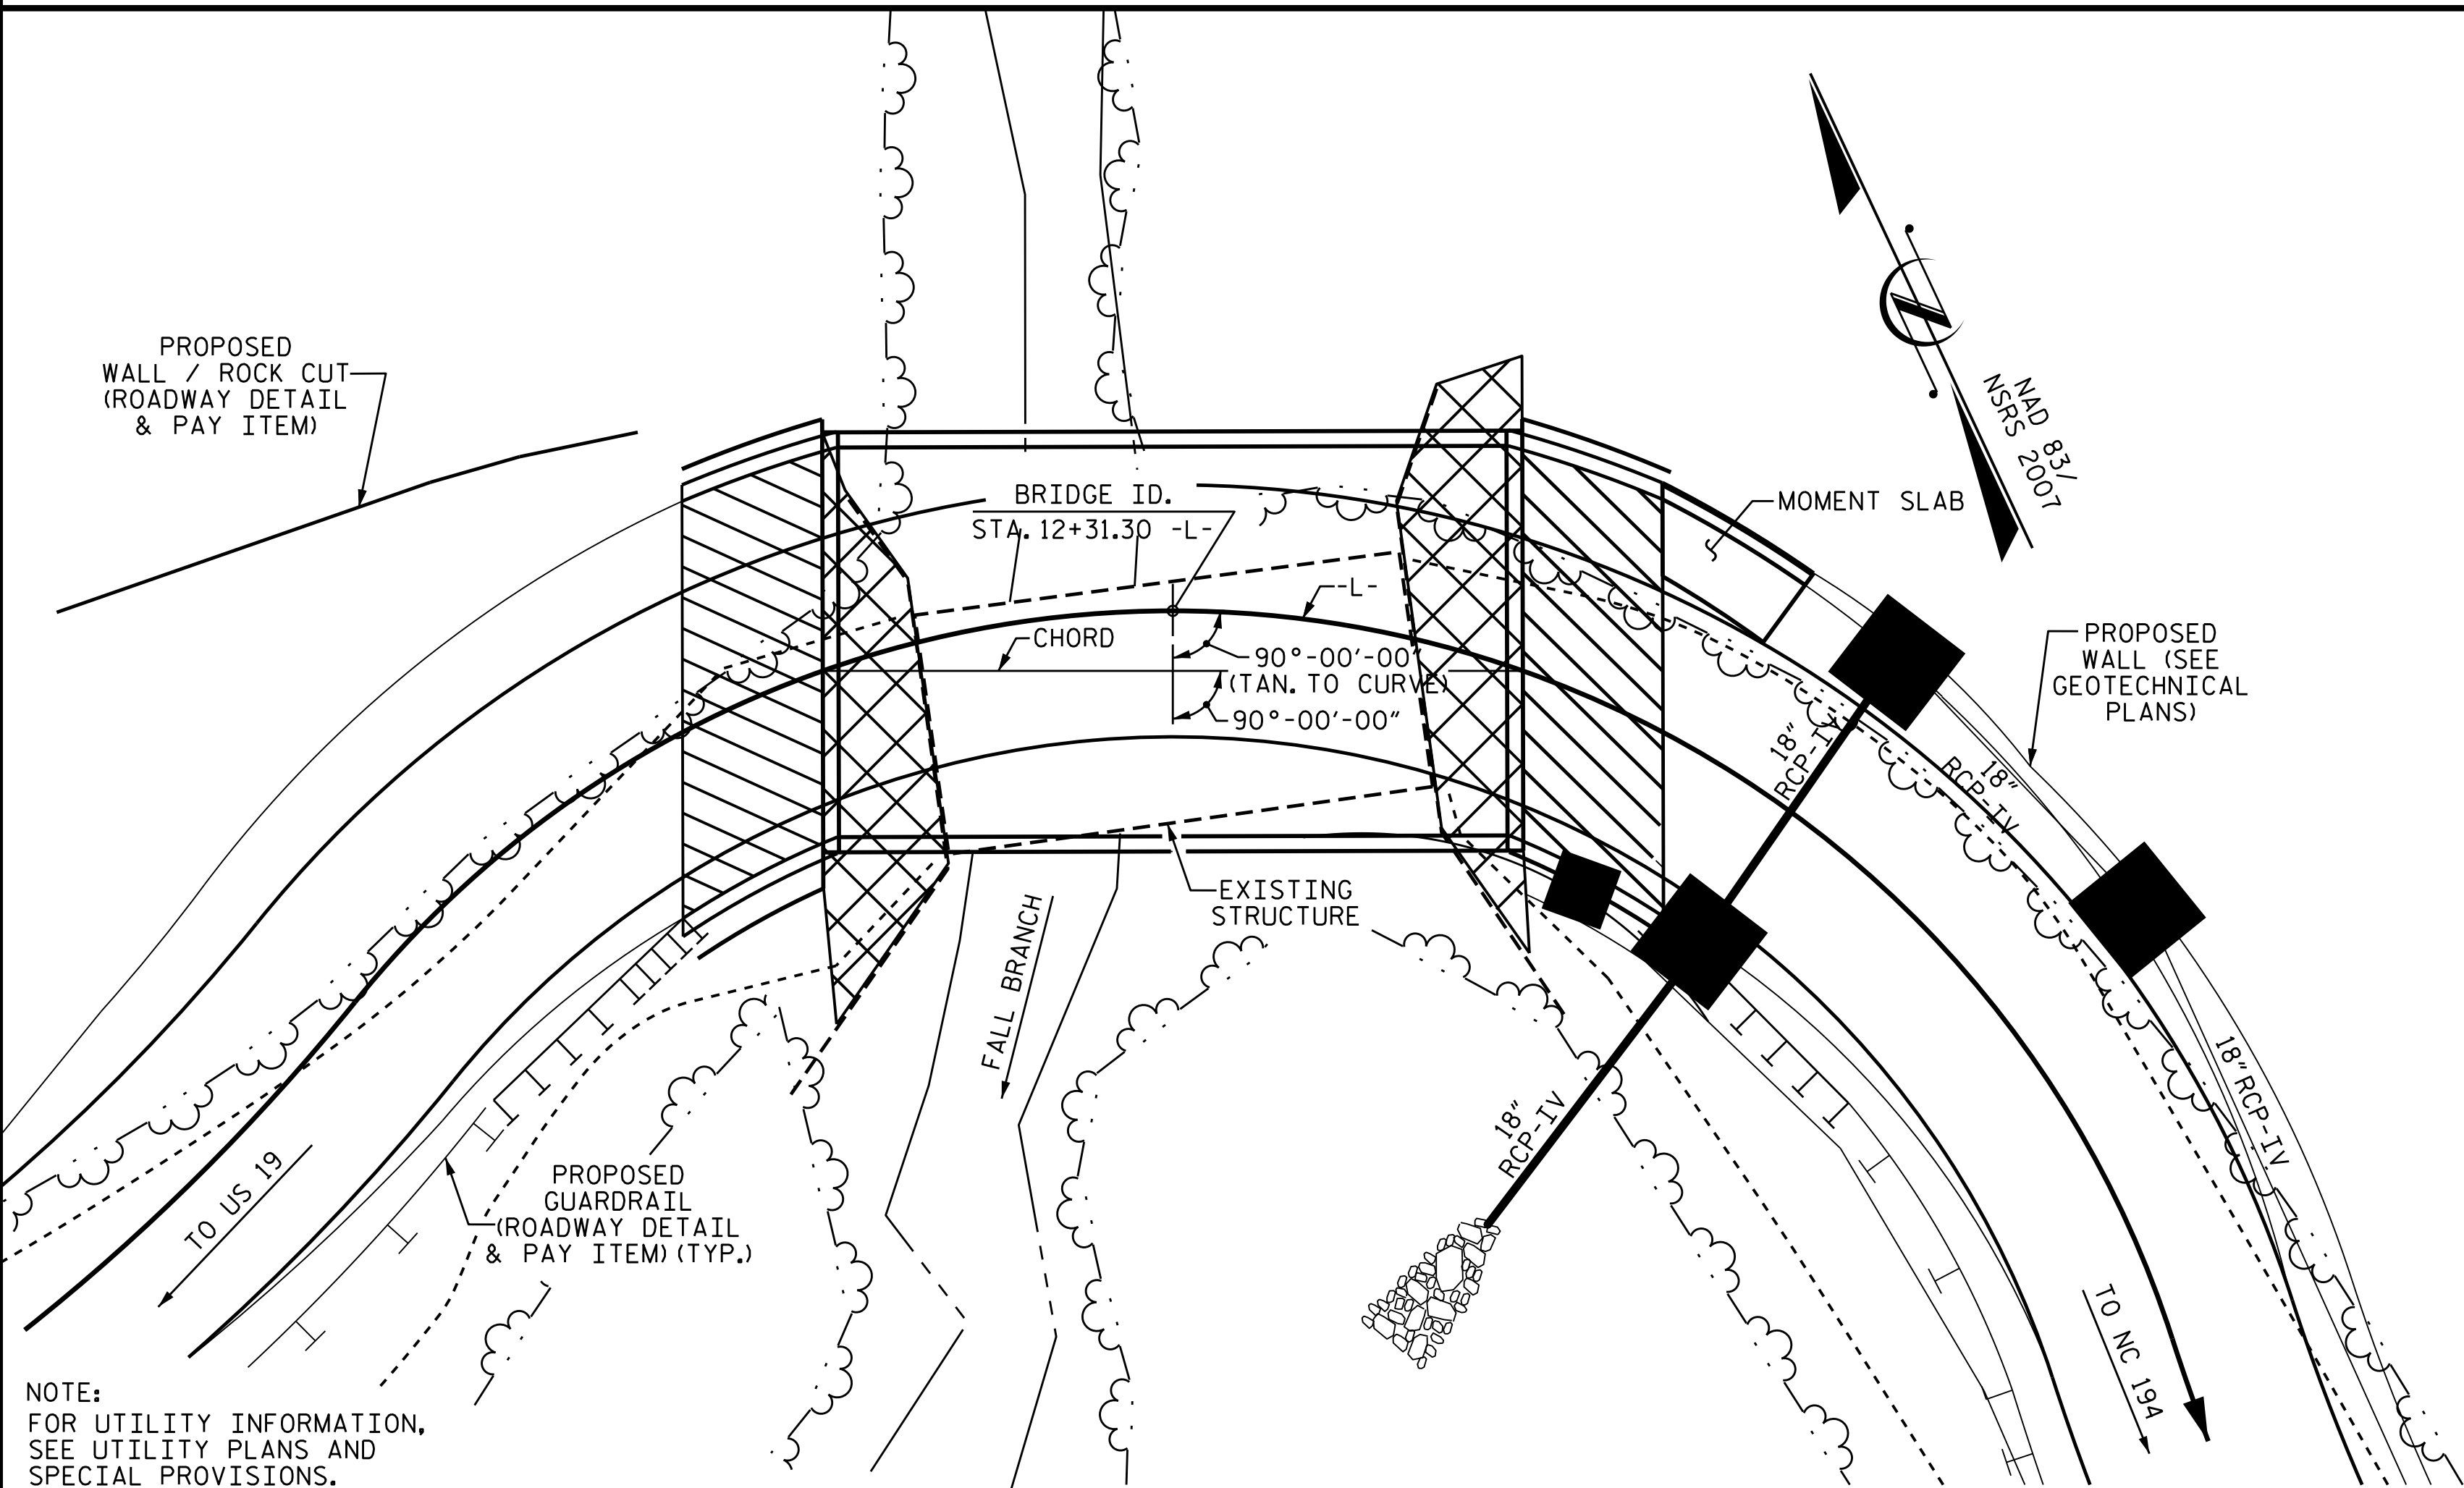 PROPOSED
WALL / ROCK CUT
(ROADWAY DETAIL
& PAY ITEM)
BRIDGE ID.
STA. 12+31.30 -L-
-L-
CHORD
90°-00'-00"
(TAN. TO CURVE)
90°-00'-00"
N
NAD 83/
NSRS 2007
MOMENT SLAB
PROPOSED
WALL (SEE
GEOTECHNICAL
PLANS)
18"
RCP-IV
18"
RCP-IV
EXISTING
STRUCTURE
FALL BRANCH
18" RCP-IV
18"
RCP-IV
TO US 19
PROPOSED
GUARDRAIL
(ROADWAY DETAIL
& PAY ITEM) (TYP.)
TO NC 194
NOTE:
FOR UTILITY INFORMATION,
SEE UTILITY PLANS AND
SPECIAL PROVISIONS.